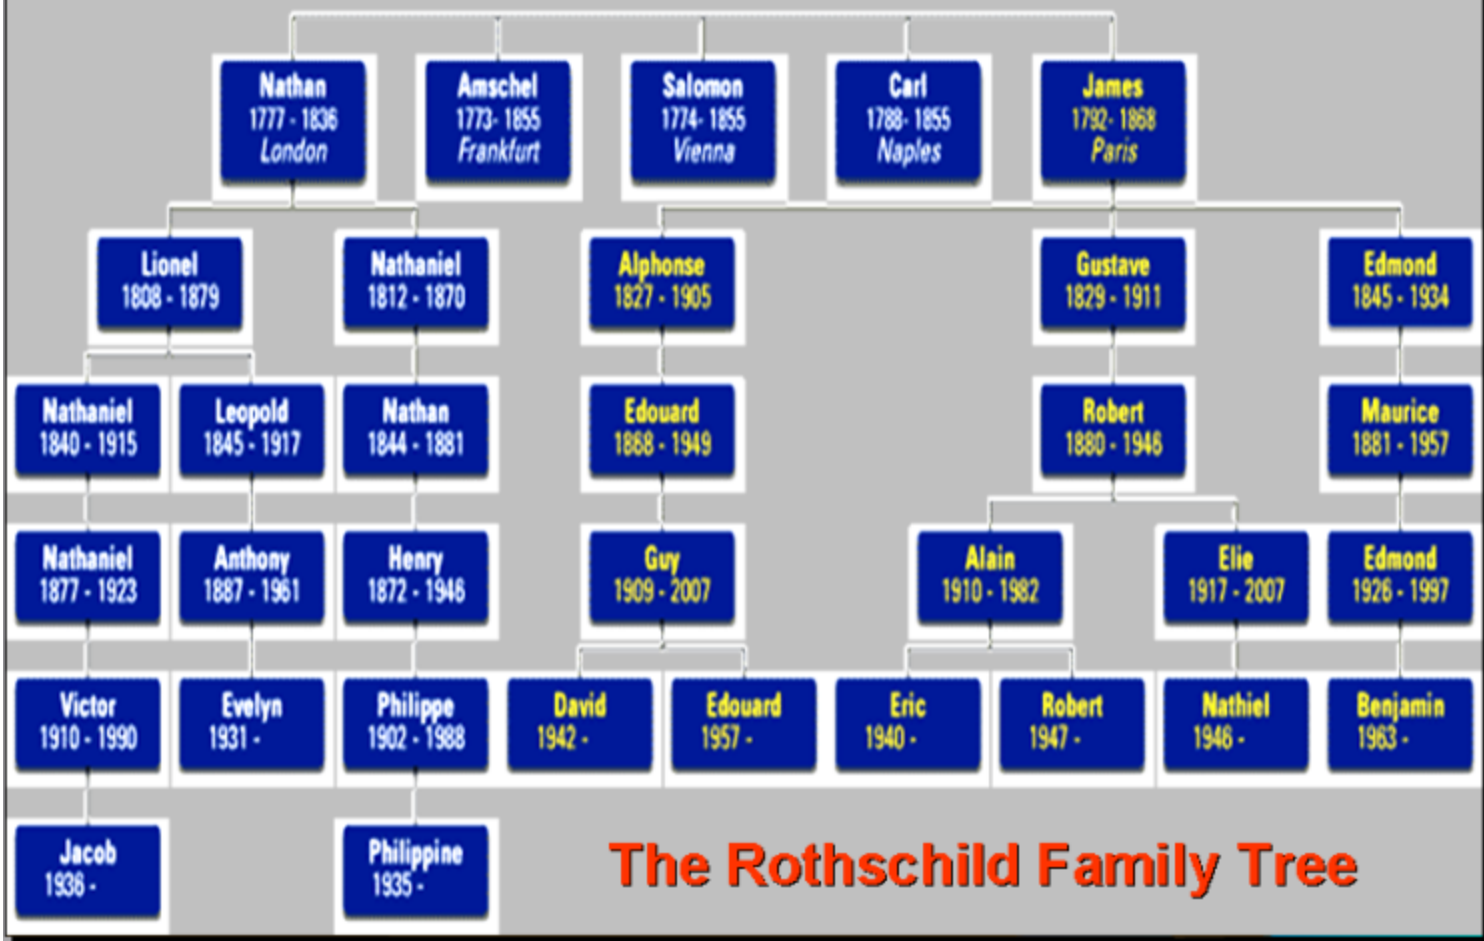 Nathan
1777 - 1836
London
Amschel
1773- 1855
Frankfurt
Salomon
1774- 1855
Vienna
Carl
1788- 1855
Naples
James
1792- 1868
Paris
Lionel
1808 - 1879
Nathaniel
1812 - 1870
Alphonse
1827 - 1905
Gustave
1829 - 1911
Edmond
1845 - 1934
Nathaniel
1840 - 1915
Leopold
1845 - 1917
Nathan
1844 - 1881
Edouard
1868 - 1949
Robert
1880 - 1946
Maurice
1881 - 1957
Nathaniel
1877 - 1923
Anthony
1887 - 1961
Henry
1872 - 1946
Guy
1909 - 2007
Alain
1910 - 1982
Elie
1917 - 2007
Edmond
1926 - 1997
Victor
1910 - 1990
Evelyn
1931 -
Philippe
1902 - 1988
David
1942 -
Edouard
1957 -
Eric
1940 -
Robert
1947 -
Nathiel
1946 -
Benjamin
1963 -
Jacob
1936 -
Philippine
1935 -
The Rothschild Family Tree